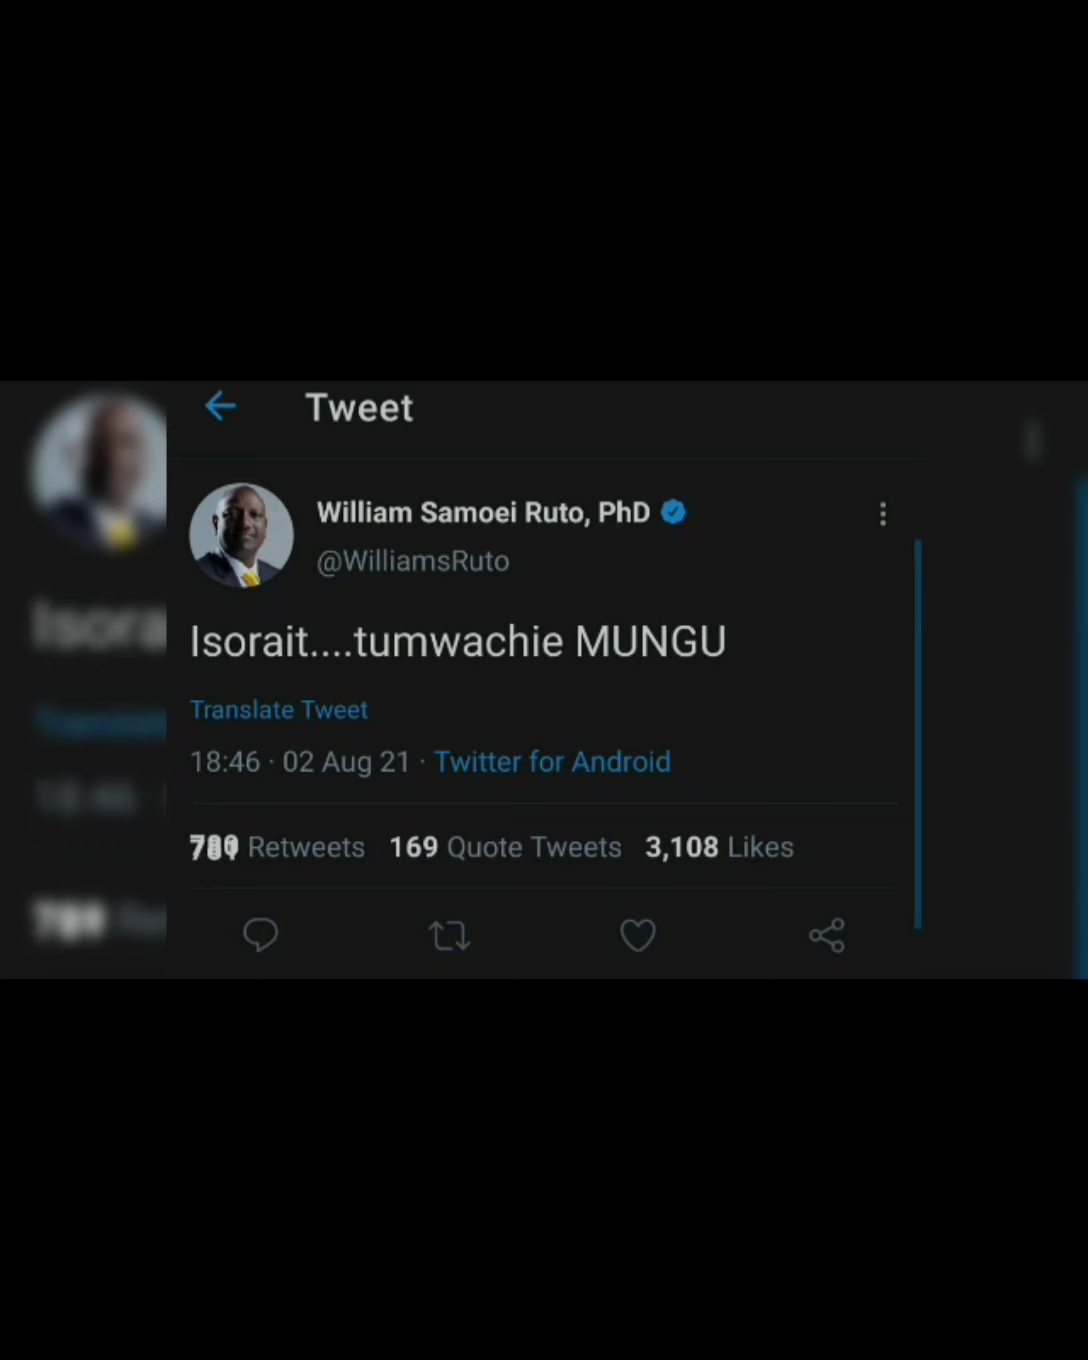 Tweet
William Samoei Ruto, PhD
@WilliamsRuto
Isorait....tumwachie MUNGU
Translate Tweet
18:46 · 02 Aug 21 · Twitter for Android
Retweets 169 Quote Tweets 3,108 Likes